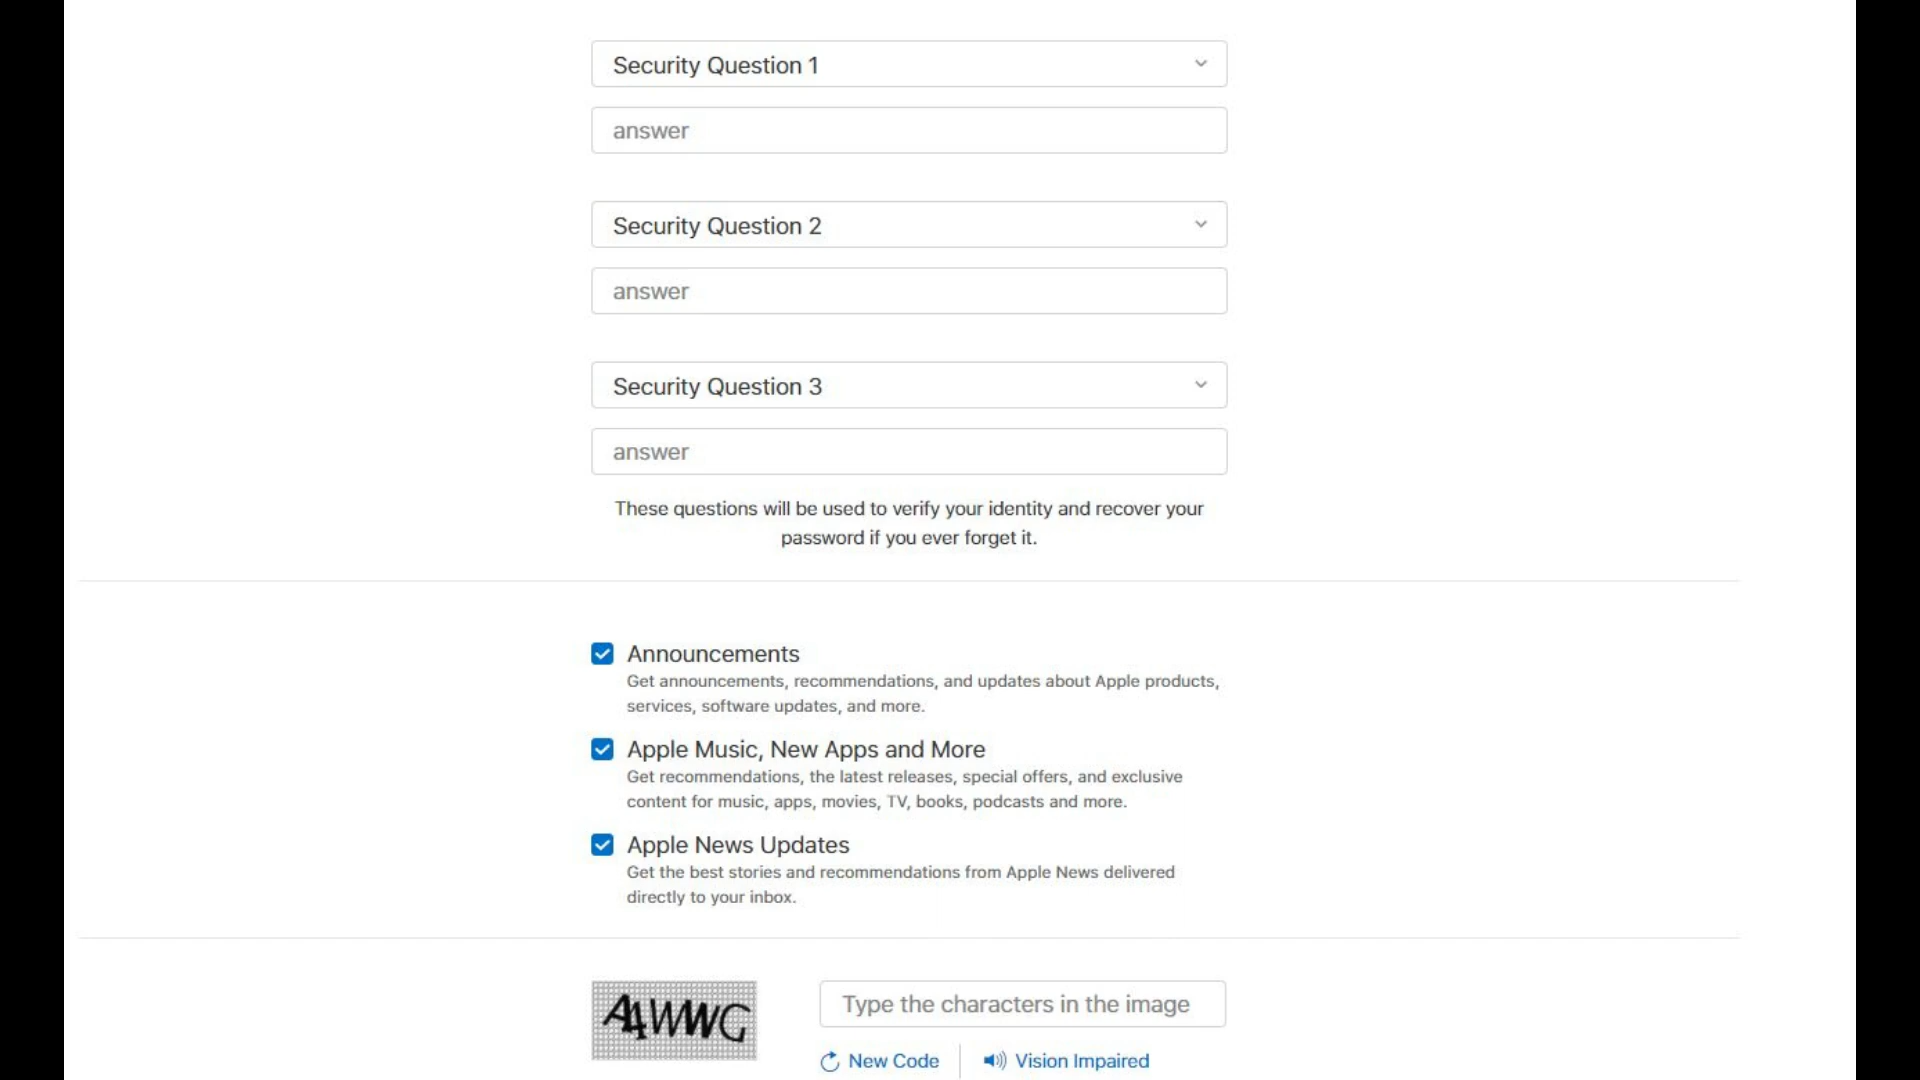 Security Question 1
answer
Security Question 2
answer
Security Question 3
answer
These questions will be used to verify your identity and recover your
password if you ever forget it.
Announcements
Get announcements, recommendations, and updates about Apple products,
services, software updates, and more.
Apple Music, New Apps and More
Get recommendations, the latest releases, special offers, and exclusive
content for music, apps, movies, TV, books, podcasts and more.
Apple News Updates
Get the best stories and recommendations from Apple News delivered
directly to your inbox.
Type the characters in the image
New Code
Vision Impaired